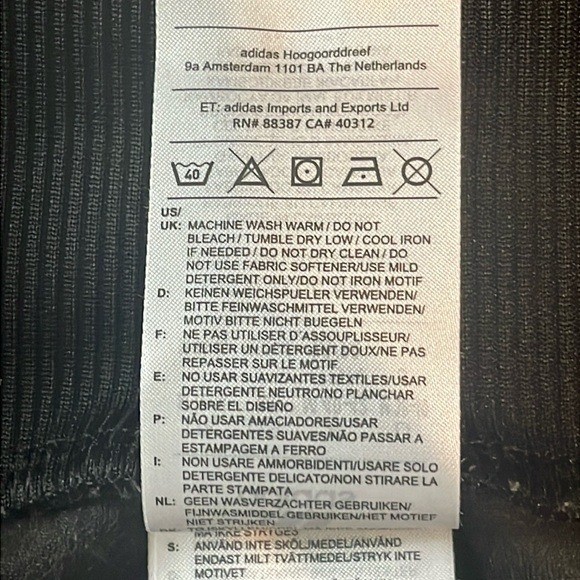 adidas Hoogoorddreef
9a Amsterdam 1101 BA The Netherlands
ET: adidas Imports and Exports Ltd
RN# 88387 CA# 40312
40
US/
UK: MACHINE WASH WARM / DO NOT
BLEACH / TUMBLE DRY LOW / COOL IRON
IF NEEDED / DO NOT DRY CLEAN / DO
NOT USE FABRIC SOFTENER/USE MILD
DETERGENT ONLY/DO NOT IRON MOTIF
D: KEINEN WEICHSPUELER VERWENDEN/
BITTE FEINWASCHMITTEL VERWENDEN/
MOTIV BITTE NICHT BUEGELN
F: NE PAS UTILISER D'ASSOUPLISSEUR/
UTILISER UN DÉTERGENT DOUX/NE PAS
REPASSER SUR LE MOTIF
E: NO USAR SUAVIZANTES TEXTILES/USAR
DETERGENTE NEUTRO/NO PLANCHAR
SOBRE EL DISEÑO
P: NÃO USAR AMACIADORES/USAR
DETERGENTES SUAVES/NÃO PASSAR A
ESTAMPAGEM A FERRO
I: NON USARE AMMORBIDENTI/USARE SOLO
DETERGENTE DELICATO/NON STIRARE LA
PARTE STAMPATA
NL: GEEN WASVERZACHTER GEBRUIKEN/
FIJNWASMIDDEL GEBRUIKEN/HET MOTIEF
NIET STRIJKEN
MÅ IKKE STRYGES
S: ANVÄND INTE SKÖLJMEDEL/ANVÄND
ENDAST MILT TVÄTTMEDEL/STRYK INTE
MOTIVET